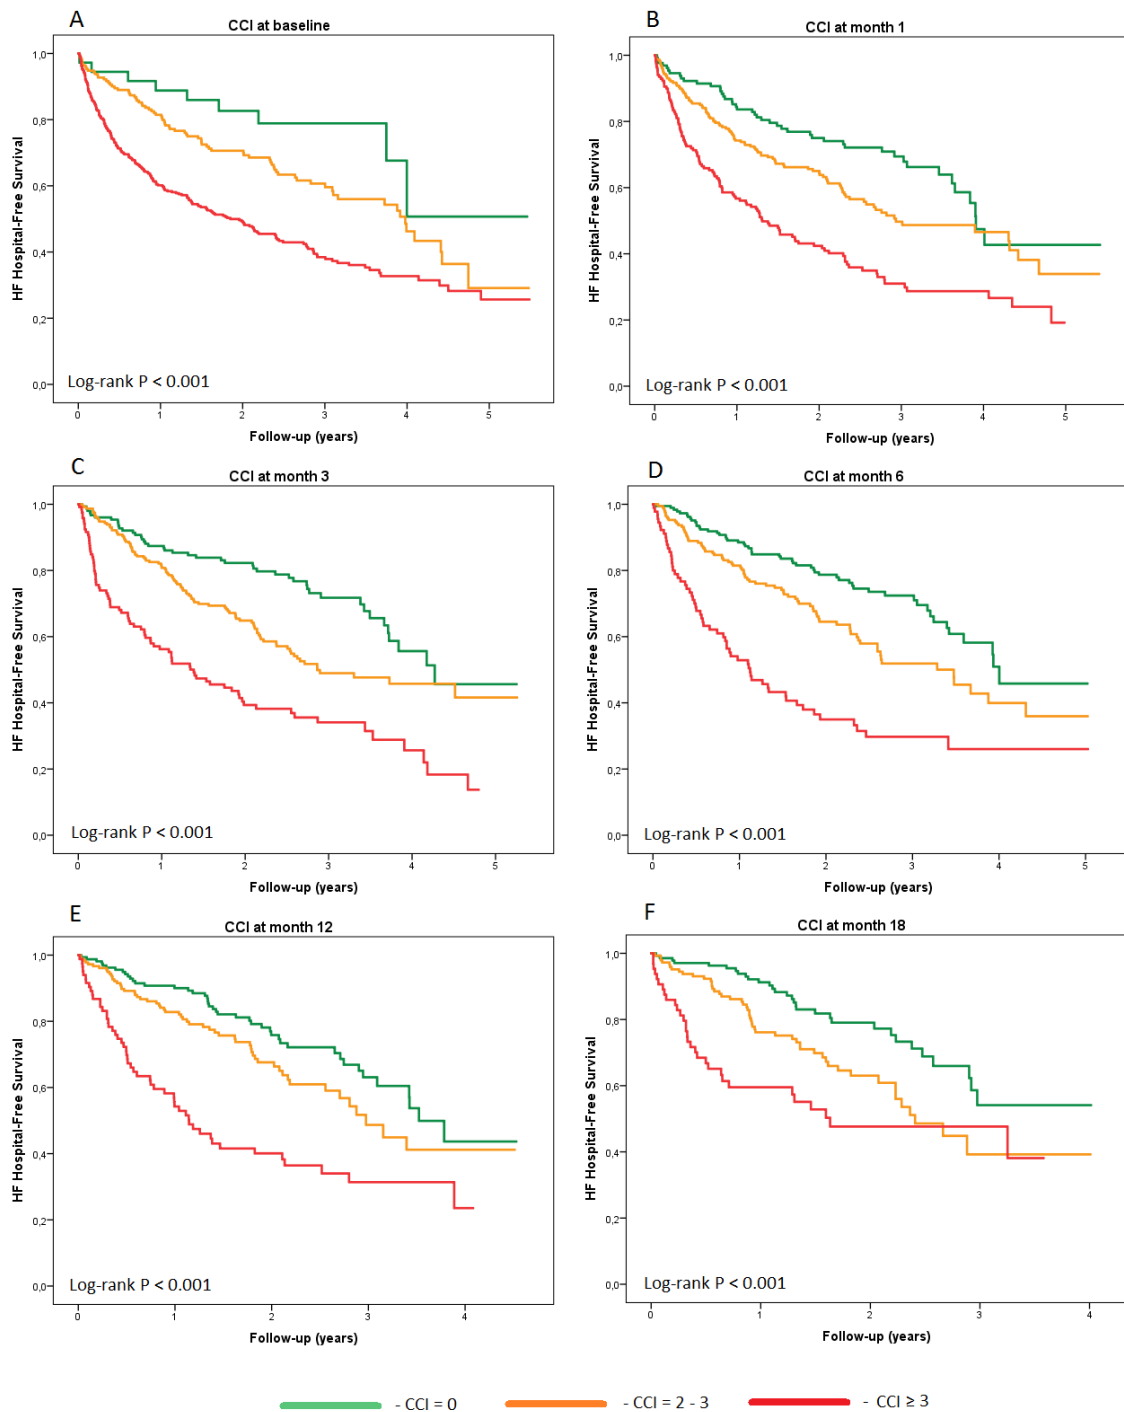 A
CCI at baseline
HF Hospital-Free Survival
1,0
0,8
0,6
0,4
0,2
0,0
Log-rank P < 0.001
0 1 2 3 4 5
Follow-up (years)
B
CCI at month 1
HF Hospital-Free Survival
1,0
0,8
0,6
0,4
0,2
0,0
Log-rank P < 0.001
0 1 2 3 4 5
Follow-up (years)
C
CCI at month 3
HF Hospital-Free Survival
1,0
0,8
0,6
0,4
0,2
0,0
Log-rank P < 0.001
0 1 2 3 4 5
Follow-up (years)
D
CCI at month 6
HF Hospital-Free Survival
1,0
0,8
0,6
0,4
0,2
0,0
Log-rank P < 0.001
0 1 2 3 4 5
Follow-up (years)
E
CCI at month 12
HF Hospital-Free Survival
1,0
0,8
0,6
0,4
0,2
0,0
Log-rank P < 0.001
0 1 2 3 4
Follow-up (years)
F
CCI at month 18
HF Hospital-Free Survival
1,0
0,8
0,6
0,4
0,2
0,0
Log-rank P < 0.001
0 1 2 3 4
Follow-up (years)
- CCI = 0 - CCI = 2 - 3 - CCI ≥ 3